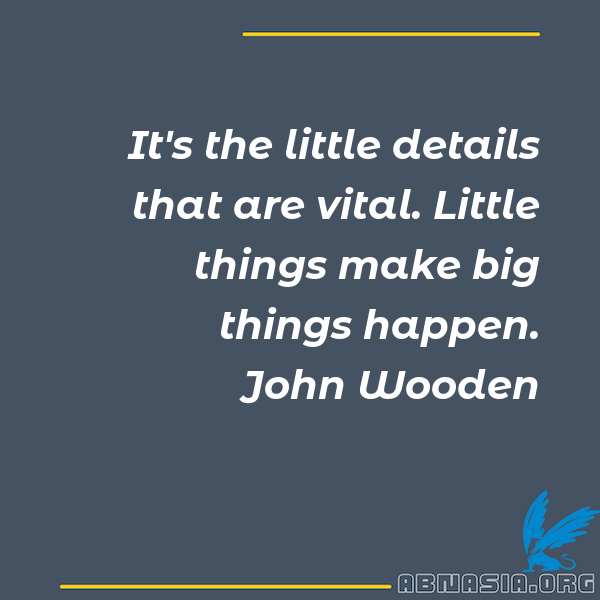 It's the little details
that are vital. Little
things make big
things happen.
John Wooden
ABNASIA.ORG